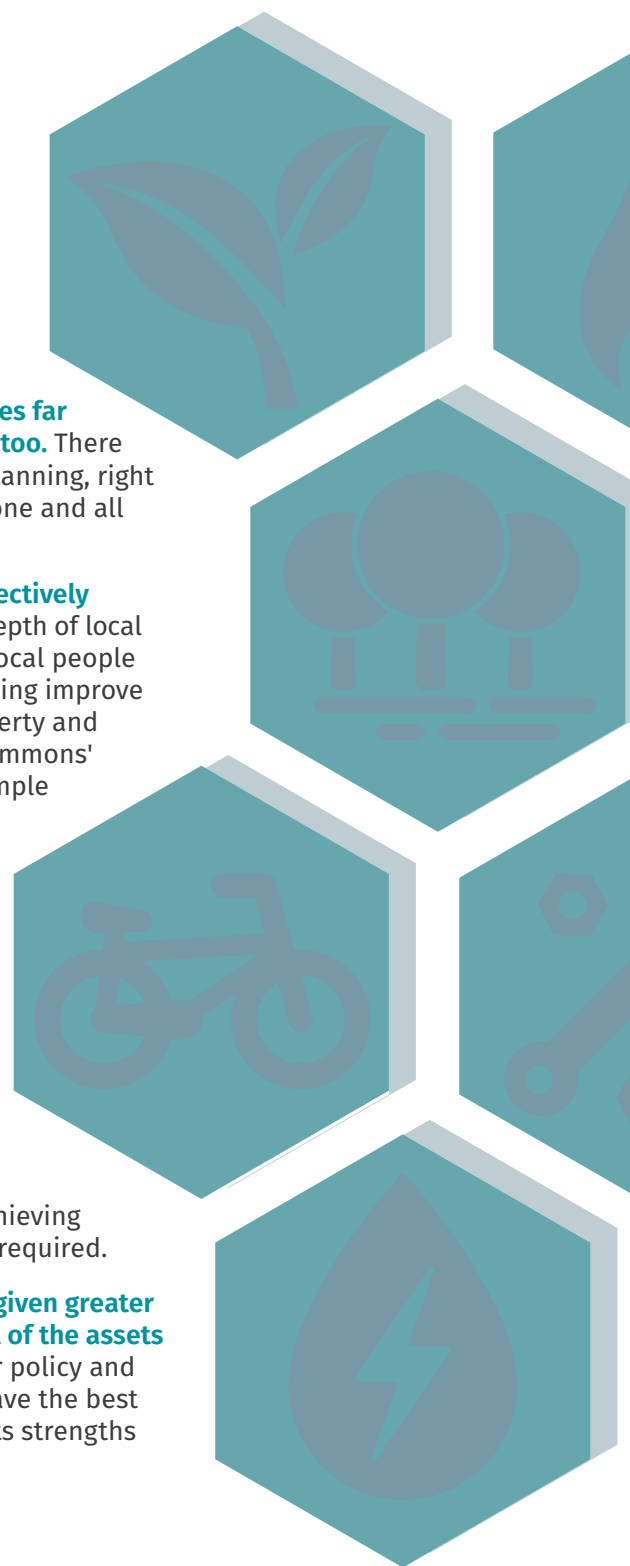 es far
too. There
anning, right
one and all
ectively
epth of local
ocal people
ing improve
erty and
mmons'
mple
hieving
required.
given greater
of the assets
r policy and
ave the best
ts strengths